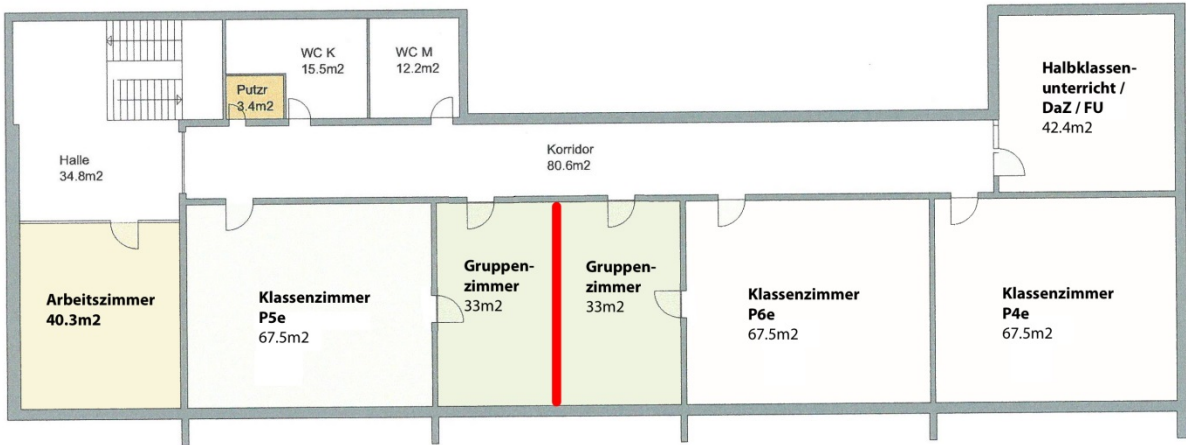 WC K
15.5m2
WC M
12.2m2
Putzr
3.4m2
Halbklassen-
unterricht /
DaZ / FU
42.4m2
Halle
34.8m2
Korridor
80.6m2
Arbeitszimmer
40.3m2
Klassenzimmer
P5e
67.5m2
Gruppen-
zimmer
33m2
Gruppen-
zimmer
33m2
Klassenzimmer
P6e
67.5m2
Klassenzimmer
P4e
67.5m2